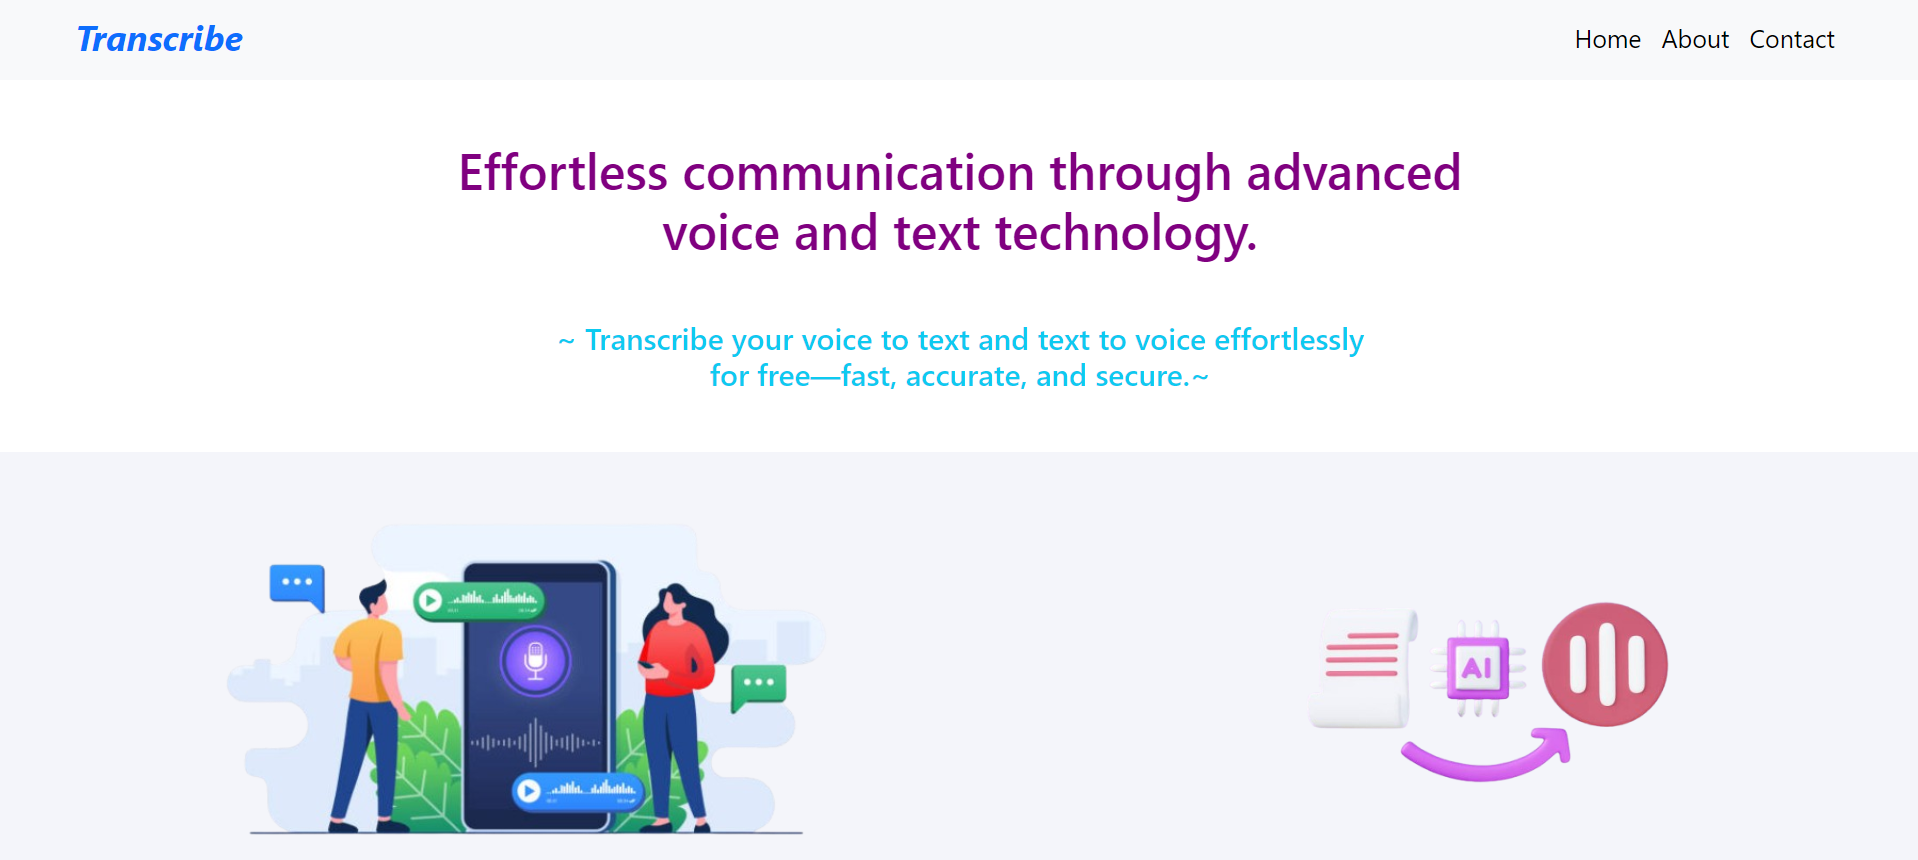 Transcribe
Home About Contact
Effortless communication through advanced
voice and text technology.
~ Transcribe your voice to text and text to voice effortlessly
for free—fast, accurate, and secure.~
AI